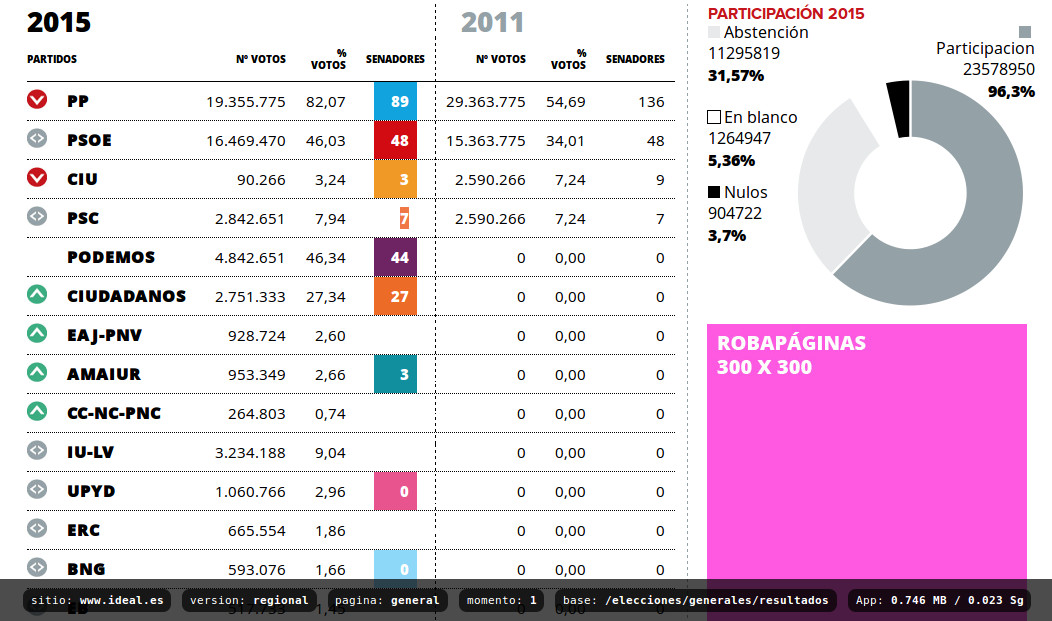 2015
2011
PARTIDOS Nº VOTOS % VOTOS SENADORES Nº VOTOS % VOTOS SENADORES
PP 19.355.775 82,07 89 29.363.775 54,69 136
PSOE 16.469.470 46,03 48 15.363.775 34,01 48
CIU 90.266 3,24 3 2.590.266 7,24 9
PSC 2.842.651 7,94 7 2.590.266 7,24 7
PODEMOS 4.842.651 46,34 44 0 0,00 0
CIUDADANOS 2.751.333 27,34 27 0 0,00 0
EAJ-PNV 928.724 2,60 0 0,00 0
AMAIUR 953.349 2,66 3 0 0,00 0
CC-NC-PNC 264.803 0,74 0 0,00 0
IU-LV 3.234.188 9,04 0 0,00 0
UPYD 1.060.766 2,96 0 0 0,00 0
ERC 665.554 1,86 0 0,00 0
BNG 593.076 1,66 0 0 0,00 0
PARTICIPACIÓN 2015
Abstención
11295819
31,57%
Participacion
23578950
96,3%
En blanco
1264947
5,36%
Nulos
904722
3,7%
ROBAPÁGINAS
300 X 300
sitio: www.ideal.es version: regional pagina: general momento: 1 base: /elecciones/generales/resultados App: 0.746 MB / 0.023 Sg